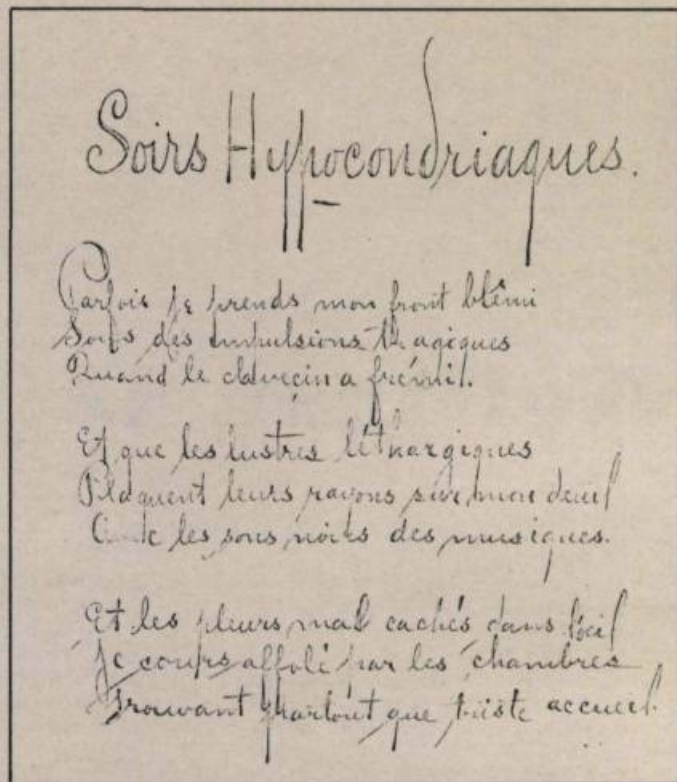 Soirs Hypocondriaques.
Parfois je prends mon front blêmi
Sous des impulsions tragiques
Quand le clavecin a frémi.
Et que les lustres léthargiques
Plaquent leurs rayons sur mon deuil
Avec les sons noirs des musiques.
Et les pleurs mal cachés dans l'œil
Je cours affolé par les chambres
Trouvant partout que triste accueil.